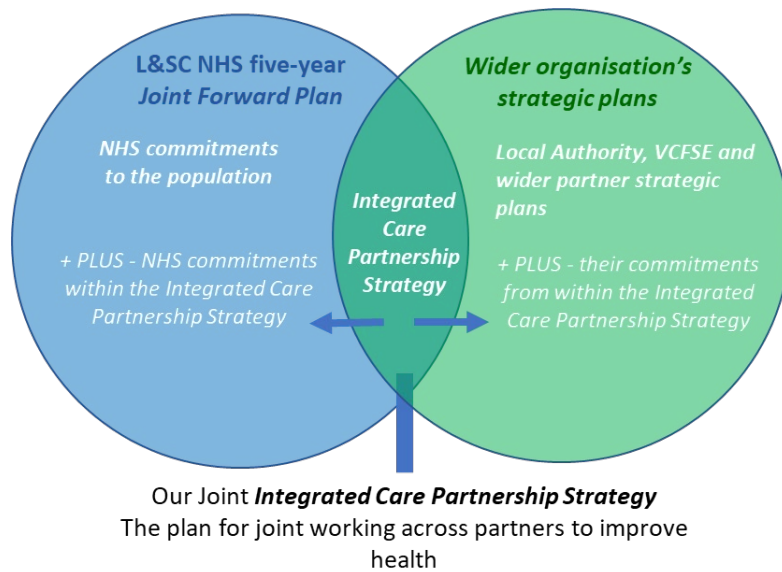 L&SC NHS five-year
Joint Forward Plan
NHS commitments
to the population
+ PLUS - NHS commitments
within the Integrated Care
Partnership Strategy
Integrated
Care
Partnership
Strategy
Wider organisation's
strategic plans
Local Authority, VCFSE and
wider partner strategic
plans
+ PLUS - their commitments
from within the Integrated
Care Partnership Strategy
Our Joint Integrated Care Partnership Strategy
The plan for joint working across partners to improve
health